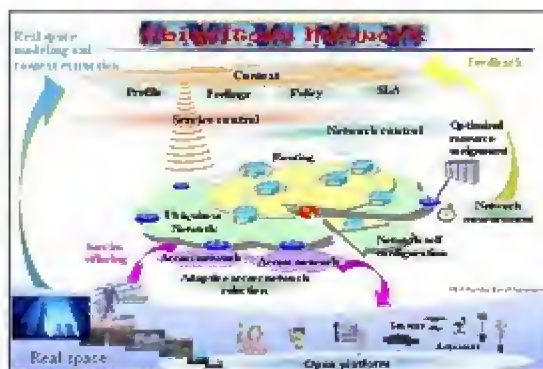 Ubiquitous Network
Real space
modeling and
context extraction
Feedback
Context
Profile
Feelings
Policy
SLA
Service control
Network control
Optimized
resource
assignment
Routing
Ubiquitous
Network
Network
measurement
Service
offering
Access network
Access network
Network self
configuration
Adaptive access network
selection
Real space
Open platform